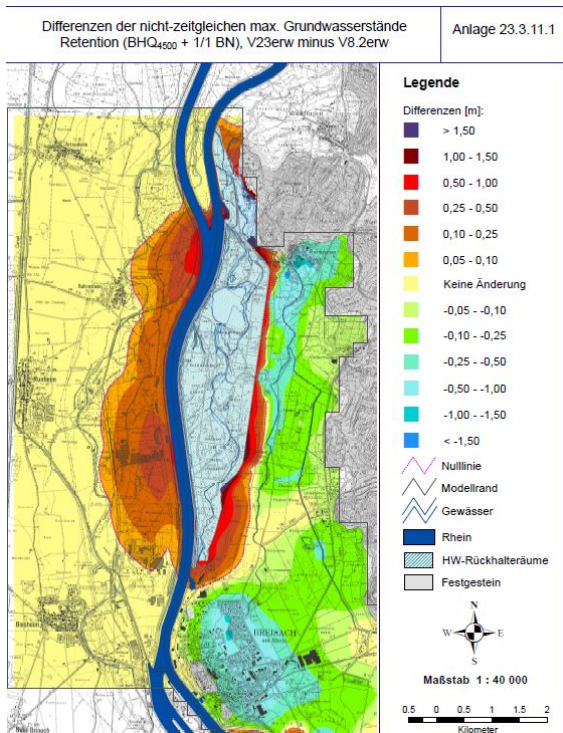 Differenzen der nicht-zeitgleichen max. Grundwasserstände
Retention (BHQ4500 + 1/1 BN), V23erw minus V8.2erw
Anlage 23.3.11.1
Legende
Differenzen [m]:
> 1,50
1,00 - 1,50
0,50 - 1,00
0,25 - 0,50
0,10 - 0,25
0,05 - 0,10
Keine Änderung
-0,05 - -0,10
-0,10 - -0,25
-0,25 - -0,50
-0,50 - -1,00
-1,00 - -1,50
< -1,50
Nulllinie
Modellrand
Gewässer
Rhein
HW-Rückhalteräume
Festgestein
N
W E
S
Maßstab 1 : 40 000
0.5 0 0.5 1 1.5 2
Kilometer
BREISACH